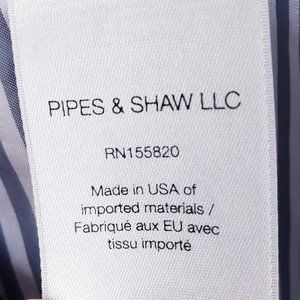 PIPES & SHAW LLC
RN155820
Made in USA of
imported materials /
Fabriqué aux EU avec
tissu importé